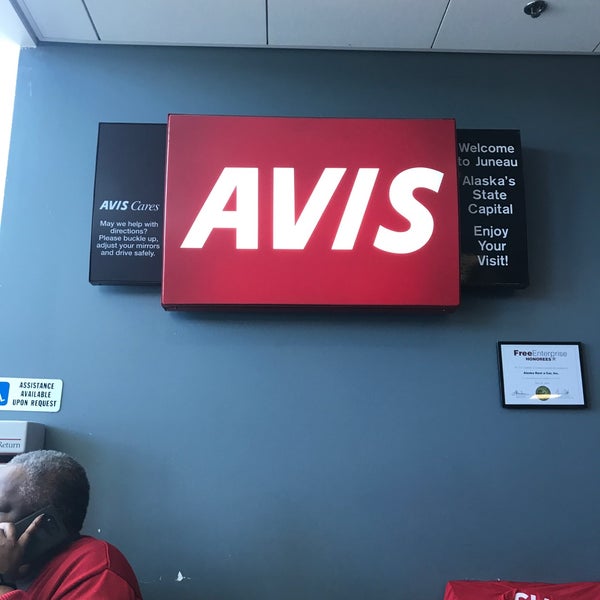 AVIS
AVIS Cares
May we help with
directions?
Please buckle up,
adjust your mirrors
and drive safely.
Welcome
to Juneau
Alaska's
State
Capital
Enjoy
Your
Visit!
FreeEnterprise
HONOREES
Alaska Rent a Car, Inc.
ASSISTANCE
AVAILABLE
UPON REQUEST
Return